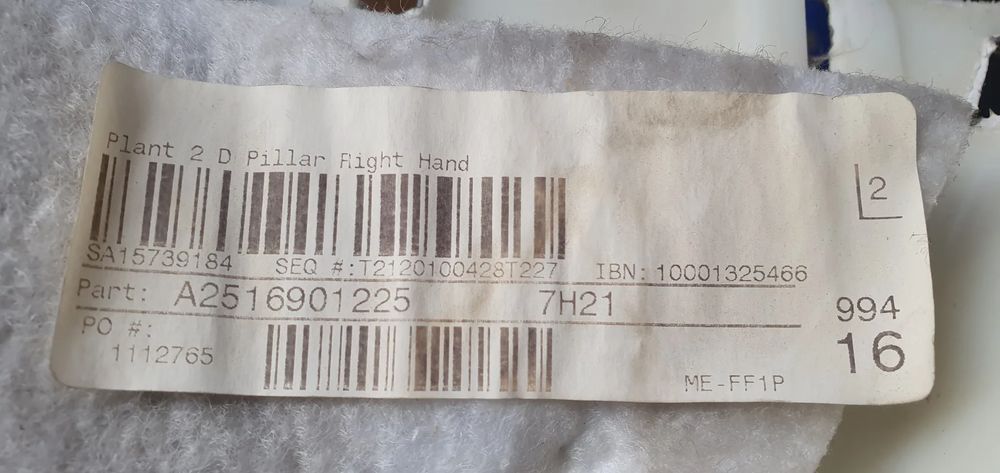 Plant 2 D Pillar Right Hand
2
SA15739184 SEQ #:T2120100428T227 IBN: 10001325466
Part: A2516901225 7H21
994
PO #:
16
1112765
ME-FF1P